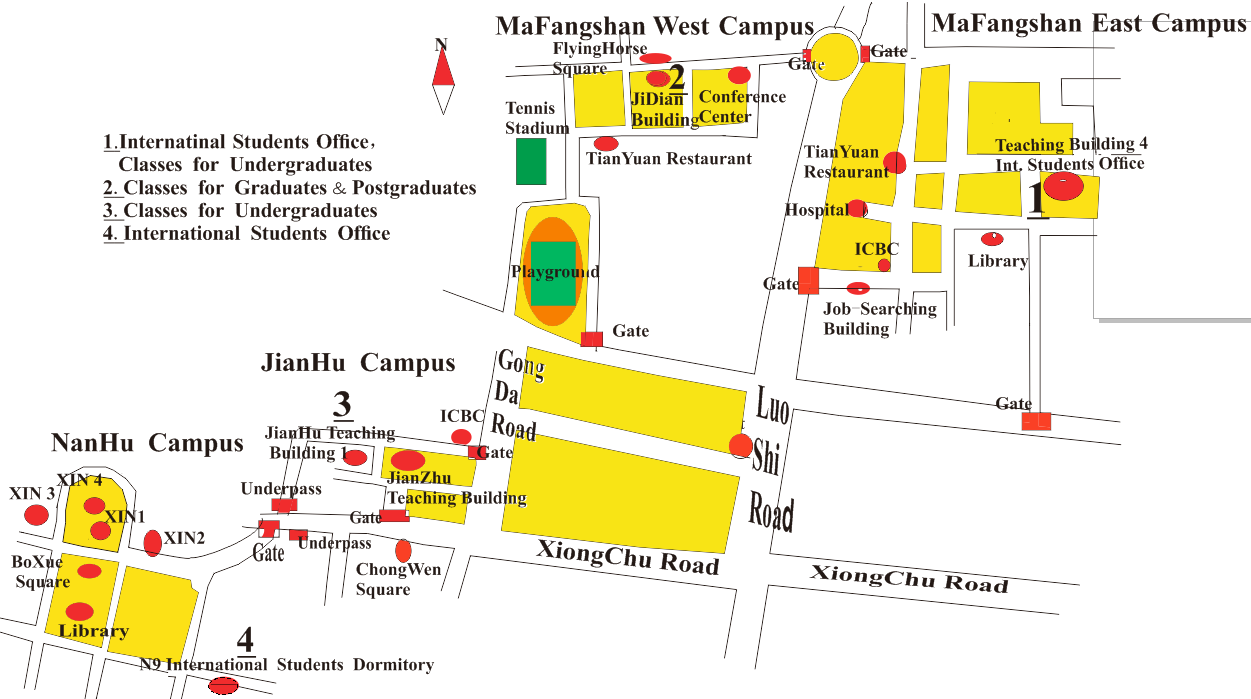 MaFangshan West Campus
MaFangshan East Campus
N
FlyingHorse
Square
Gate
Gate
2
JiDian
Building
Conference
Center
Tennis
Stadium
TianYuan Restaurant
1.Internatinal Students Office,
Classes for Undergraduates
2. Classes for Graduates & Postgraduates
3. Classes for Undergraduates
4. International Students Office
Teaching Building 4
Int. Students Office
1
TianYuan
Restaurant
Hospital
ICBC
Library
Playground
Gate
Job-Searching
Building
Gate
JianHu Campus
Gong
Da
Road
Luo
Shi
Road
Gate
3
ICBC
JianHu Teaching
Building 1
Gate
NanHu Campus
JianZhu
Teaching Building
XIN 4
XIN 3
Underpass
XIN1
XIN2
Gate
Gate
Underpass
ChongWen
Square
XiongChu Road
XiongChu Road
BoXue
Square
Library
4
N9 International Students Dormitory